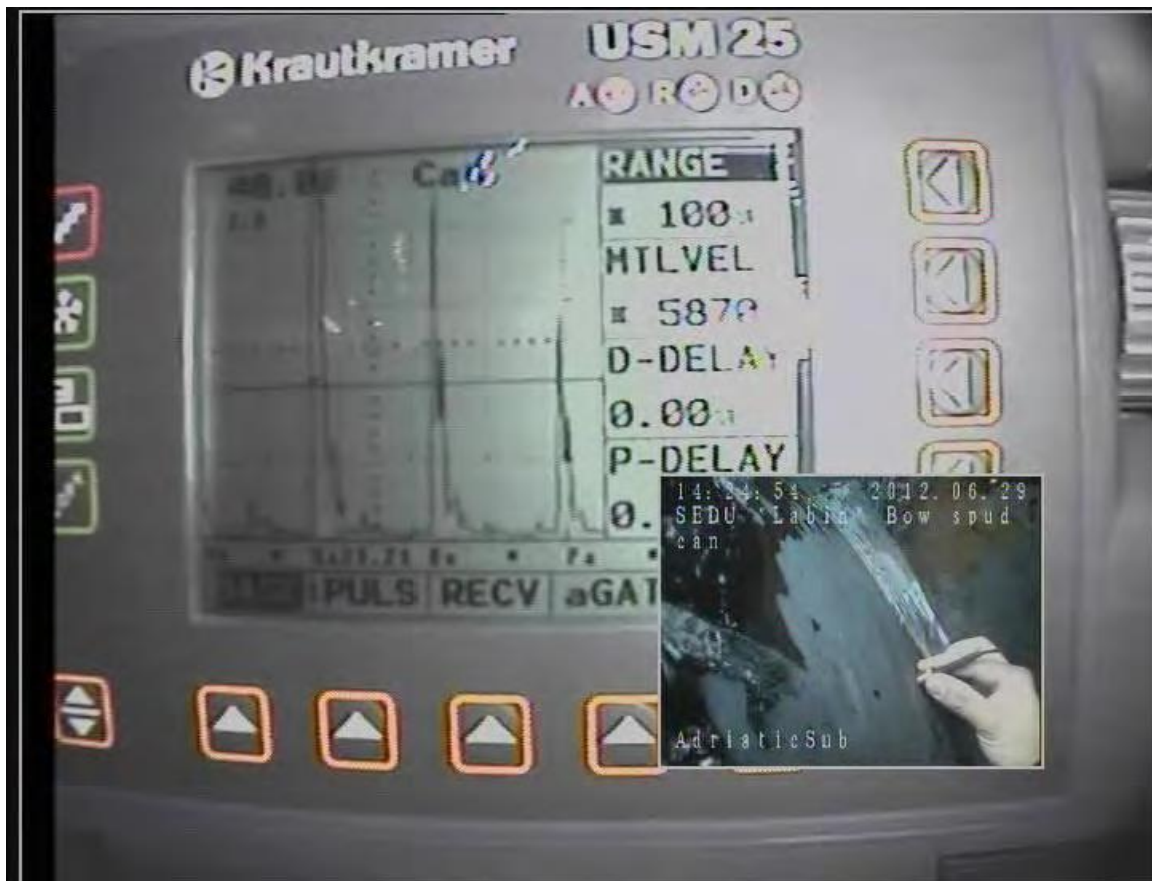 Krautkramer
USM 25
A R D
RANGE
100
MTLVEL
D-DELAY
0.00
P-DELAY
0.
PULS RECV aGAT
14:24:54 2012.06.29
SEDU "Labin" Bow spud
can
AdriaticSub